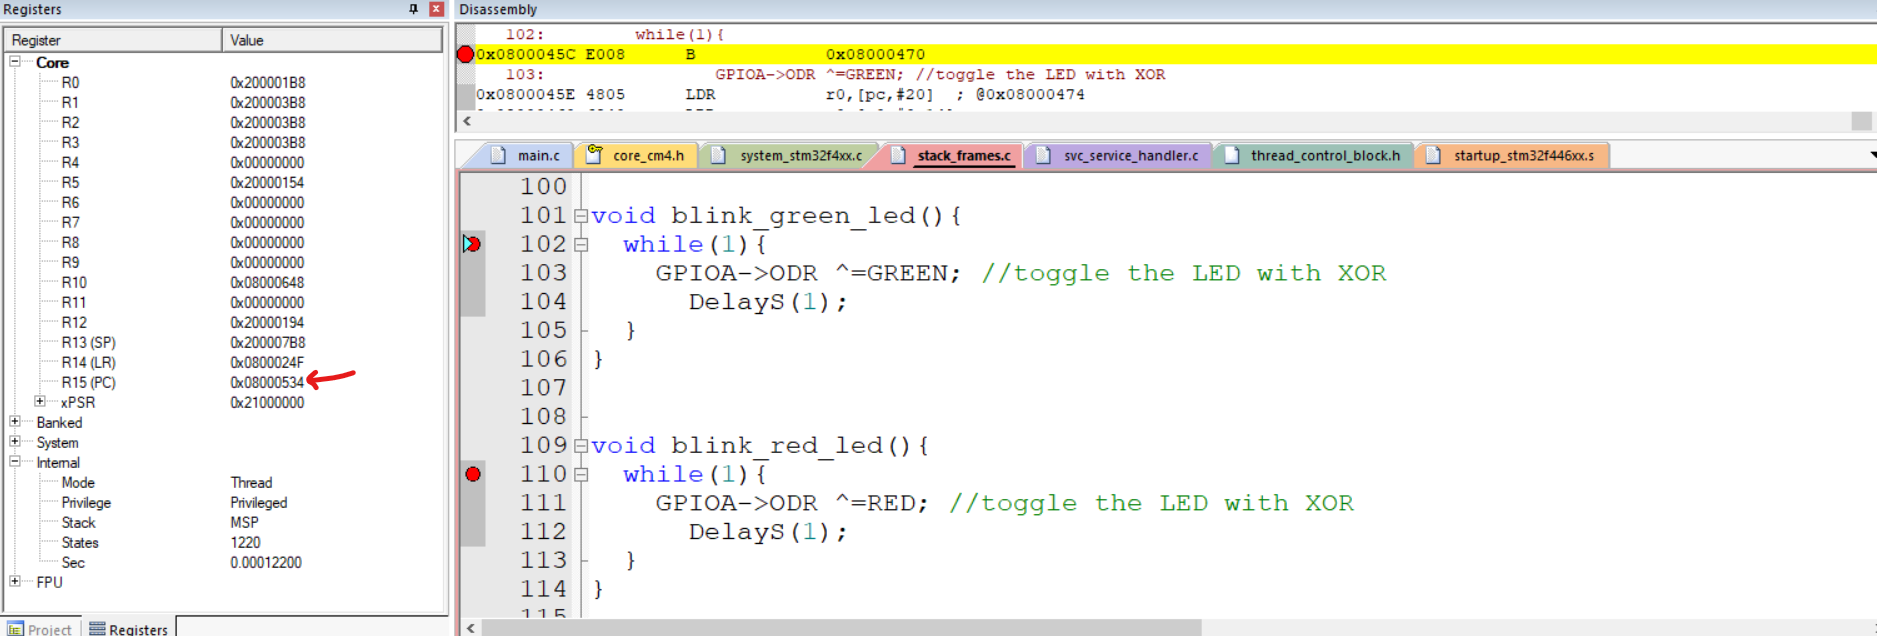 Registers
Register Value
Core
R0 0x200001B8
R1 0x200003B8
R2 0x200003B8
R3 0x200003B8
R4 0x00000000
R5 0x20000154
R6 0x00000000
R7 0x00000000
R8 0x00000000
R9 0x00000000
R10 0x08000648
R11 0x00000000
R12 0x20000194
R13 (SP) 0x200007B8
R14 (LR) 0x0800024F
R15 (PC) 0x08000534
xPSR 0x21000000
Banked
System
Internal
Mode Thread
Privilege Privileged
Stack MSP
States 1220
Sec 0.00012200
FPU
Project Registers
Disassembly
102: while(1){
0x0800045C E008 B 0x08000470
103: GPIOA->ODR ^=GREEN; //toggle the LED with XOR
0x0800045E 4805 LDR r0,[pc,#20] ; @0x08000474
main.c core_cm4.h system_stm32f4xx.c stack_frames.c svc_service_handler.c thread_control_block.h startup_stm32f446xx.s
100
101 void blink_green_led(){
102 while(1){
103 GPIOA->ODR ^=GREEN; //toggle the LED with XOR
104 DelayS(1);
105 }
106 }
107
108
109 void blink_red_led(){
110 while(1){
111 GPIOA->ODR ^=RED; //toggle the LED with XOR
112 DelayS(1);
113 }
114 }
115